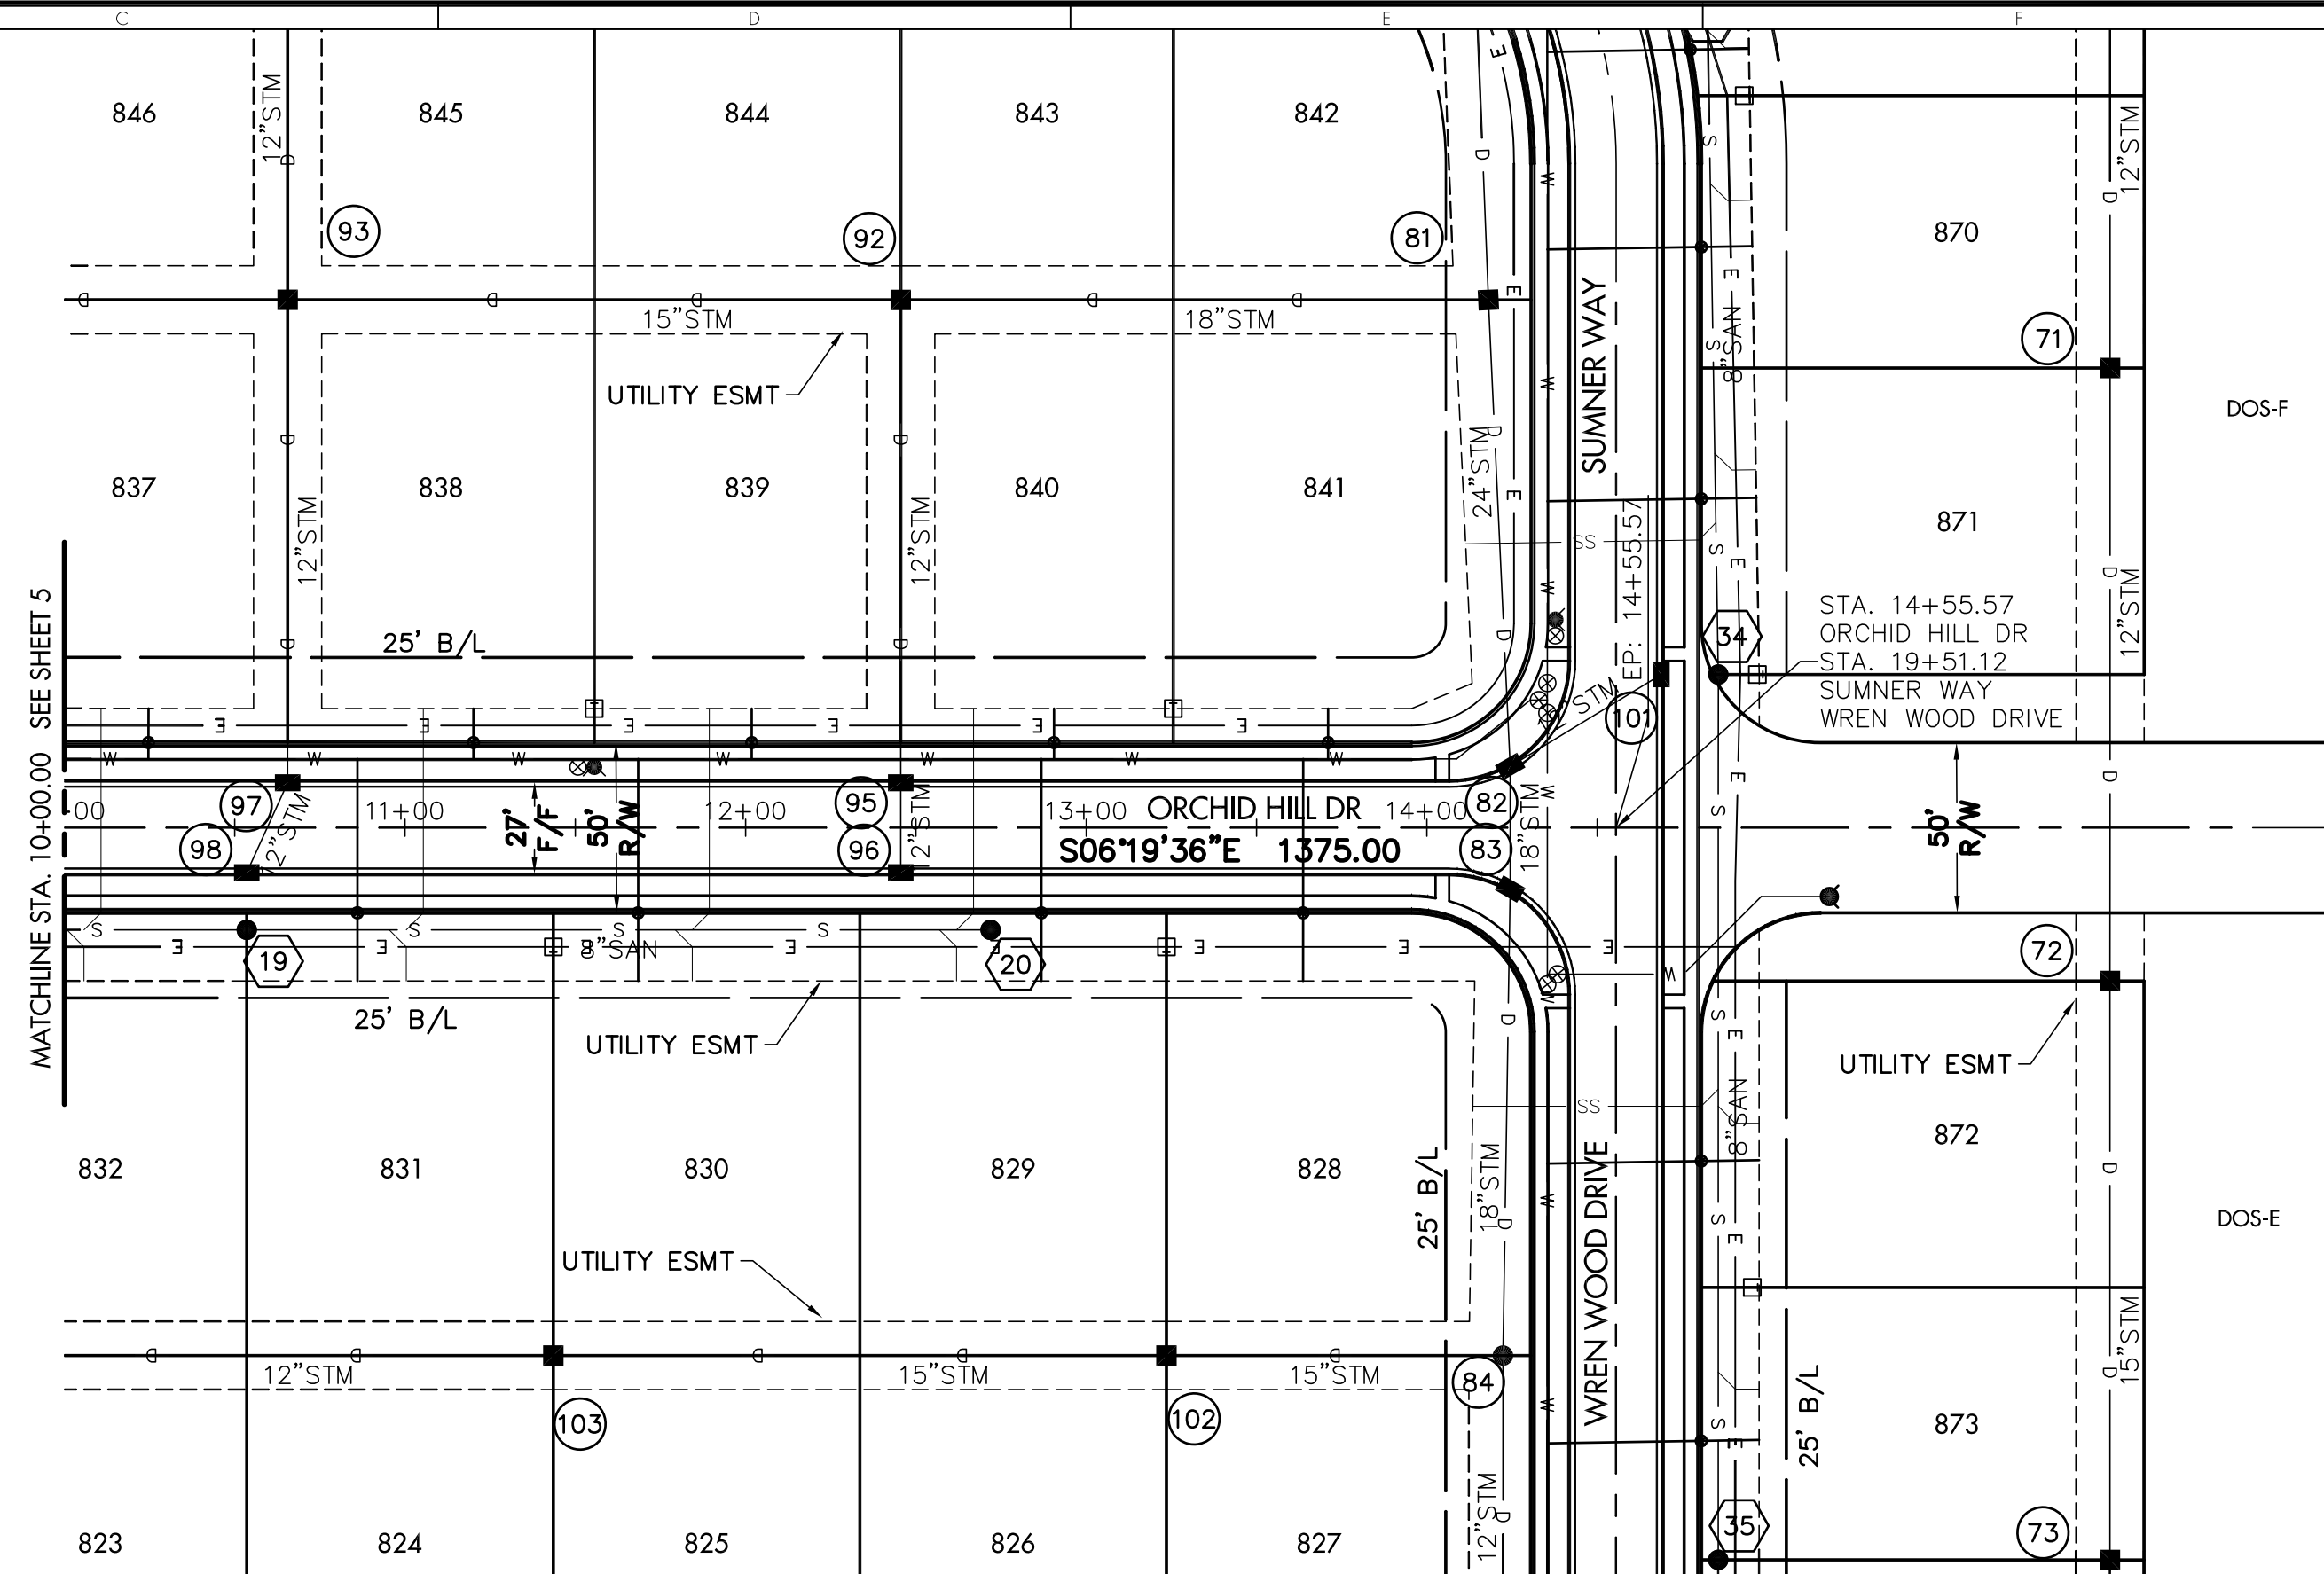 C
D
E
F
846
845
844
843
842
12"STM
12"STM
870
93
92
81
15"STM
18"STM
8"SAN
71
UTILITY ESMT
SUMNER WAY
DOS-F
837
838
839
840
841
24"STM
871
12"STM
12"STM
12"STM
SS
EP: 14+55.57
MATCHLINE STA. 10+00.00 SEE SHEET 5
25' B/L
34
STA. 14+55.57
ORCHID HILL DR
STA. 19+51.12
SUMNER WAY
WREN WOOD DRIVE
STM
101
+00
97
11+00
27'
F/F
50'
R/W
12+00
95
13+00
ORCHID HILL DR
14+00
82
98
2"STM
96
2"STM
S06°19'36"E 1375.00
83
18"STM
50'
R/W
19
8"SAN
20
72
25' B/L
UTILITY ESMT
UTILITY ESMT
SS
8"SAN
832
831
830
829
828
25' B/L
18"STM
WREN WOOD DRIVE
872
DOS-E
UTILITY ESMT
12"STM
15"STM
15"STM
84
15"STM
103
102
25' B/L
873
823
824
825
826
827
12"STM
35
73